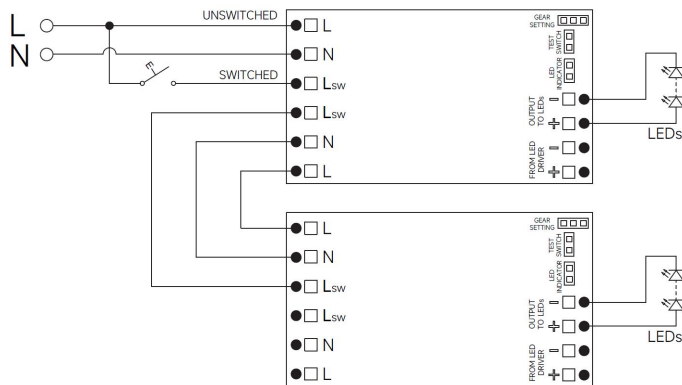 L
N
UNSWITCHED
SWITCHED
L
N
Lsw
Lsw
N
L
GEAR
SETTING
TEST
SWITCH
LED
INDICATOR
OUTPUT
TO LEDs
FROM LED
DRIVER
− 
+
−
+
LEDs
L
N
Lsw
Lsw
N
L
GEAR
SETTING
TEST
SWITCH
LED
INDICATOR
OUTPUT
TO LEDs
FROM LED
DRIVER
−
+
−
+
LEDs